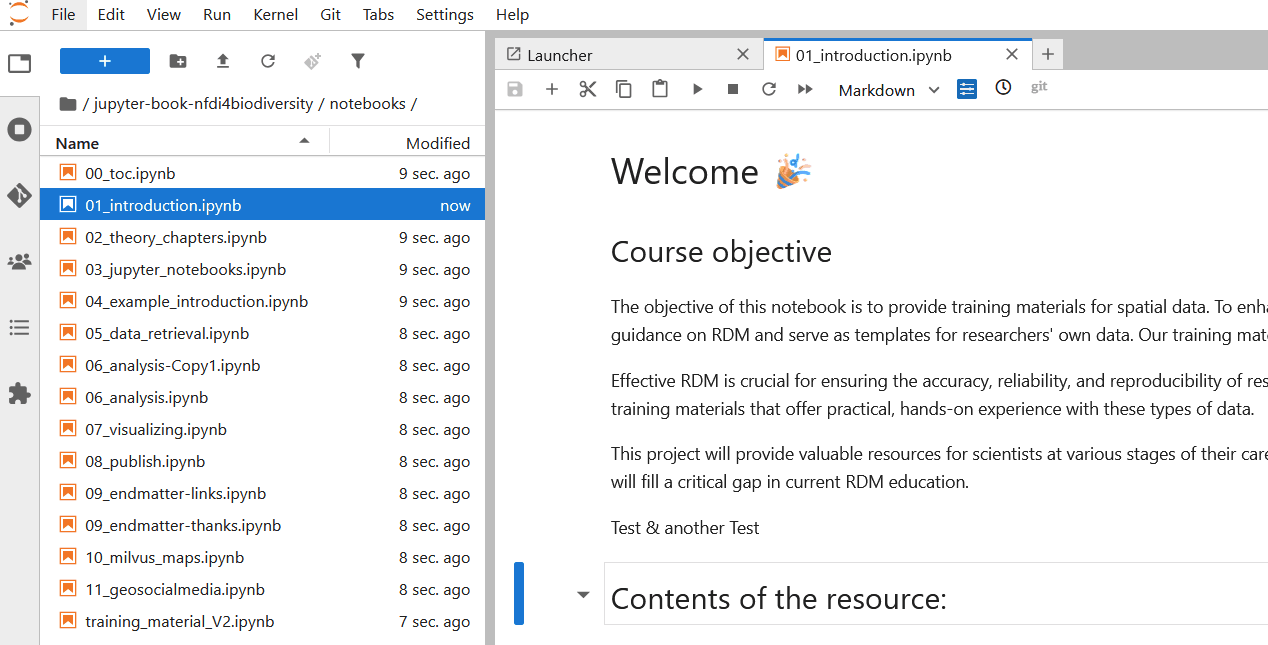 File Edit View Run Kernel Git Tabs Settings Help
Launcher
01_introduction.ipynb
Markdown
git
/ jupyter-book-nfdi4biodiversity / notebooks /
Name Modified
00_toc.ipynb 9 sec. ago
01_introduction.ipynb now
02_theory_chapters.ipynb 9 sec. ago
03_jupyter_notebooks.ipynb 9 sec. ago
04_example_introduction.ipynb 9 sec. ago
05_data_retrieval.ipynb 8 sec. ago
06_analysis-Copy1.ipynb 8 sec. ago
06_analysis.ipynb 8 sec. ago
07_visualizing.ipynb 8 sec. ago
08_publish.ipynb 8 sec. ago
09_endmatter-links.ipynb 8 sec. ago
09_endmatter-thanks.ipynb 8 sec. ago
10_milvus_maps.ipynb 8 sec. ago
11_geosocialmedia.ipynb 8 sec. ago
training_material_V2.ipynb 7 sec. ago
Welcome 🎉
Course objective
The objective of this notebook is to provide training materials for spatial data. To enha
guidance on RDM and serve as templates for researchers' own data. Our training mat
Effective RDM is crucial for ensuring the accuracy, reliability, and reproducibility of res
training materials that offer practical, hands-on experience with these types of data.
This project will provide valuable resources for scientists at various stages of their care
will fill a critical gap in current RDM education.
Test & another Test
Contents of the resource: